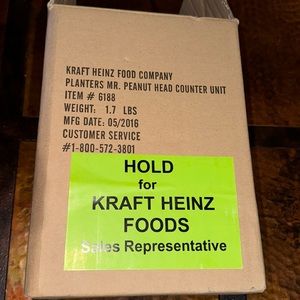 KRAFT HEINZ FOOD COMPANY
PLANTERS MR. PEANUT HEAD COUNTER UNIT
ITEM # 6188
WEIGHT: 1.7 LBS
MFG DATE: 05/2016
CUSTOMER SERVICE
#1-800-572-3801
HOLD
for
KRAFT HEINZ
FOODS
Sales Representative